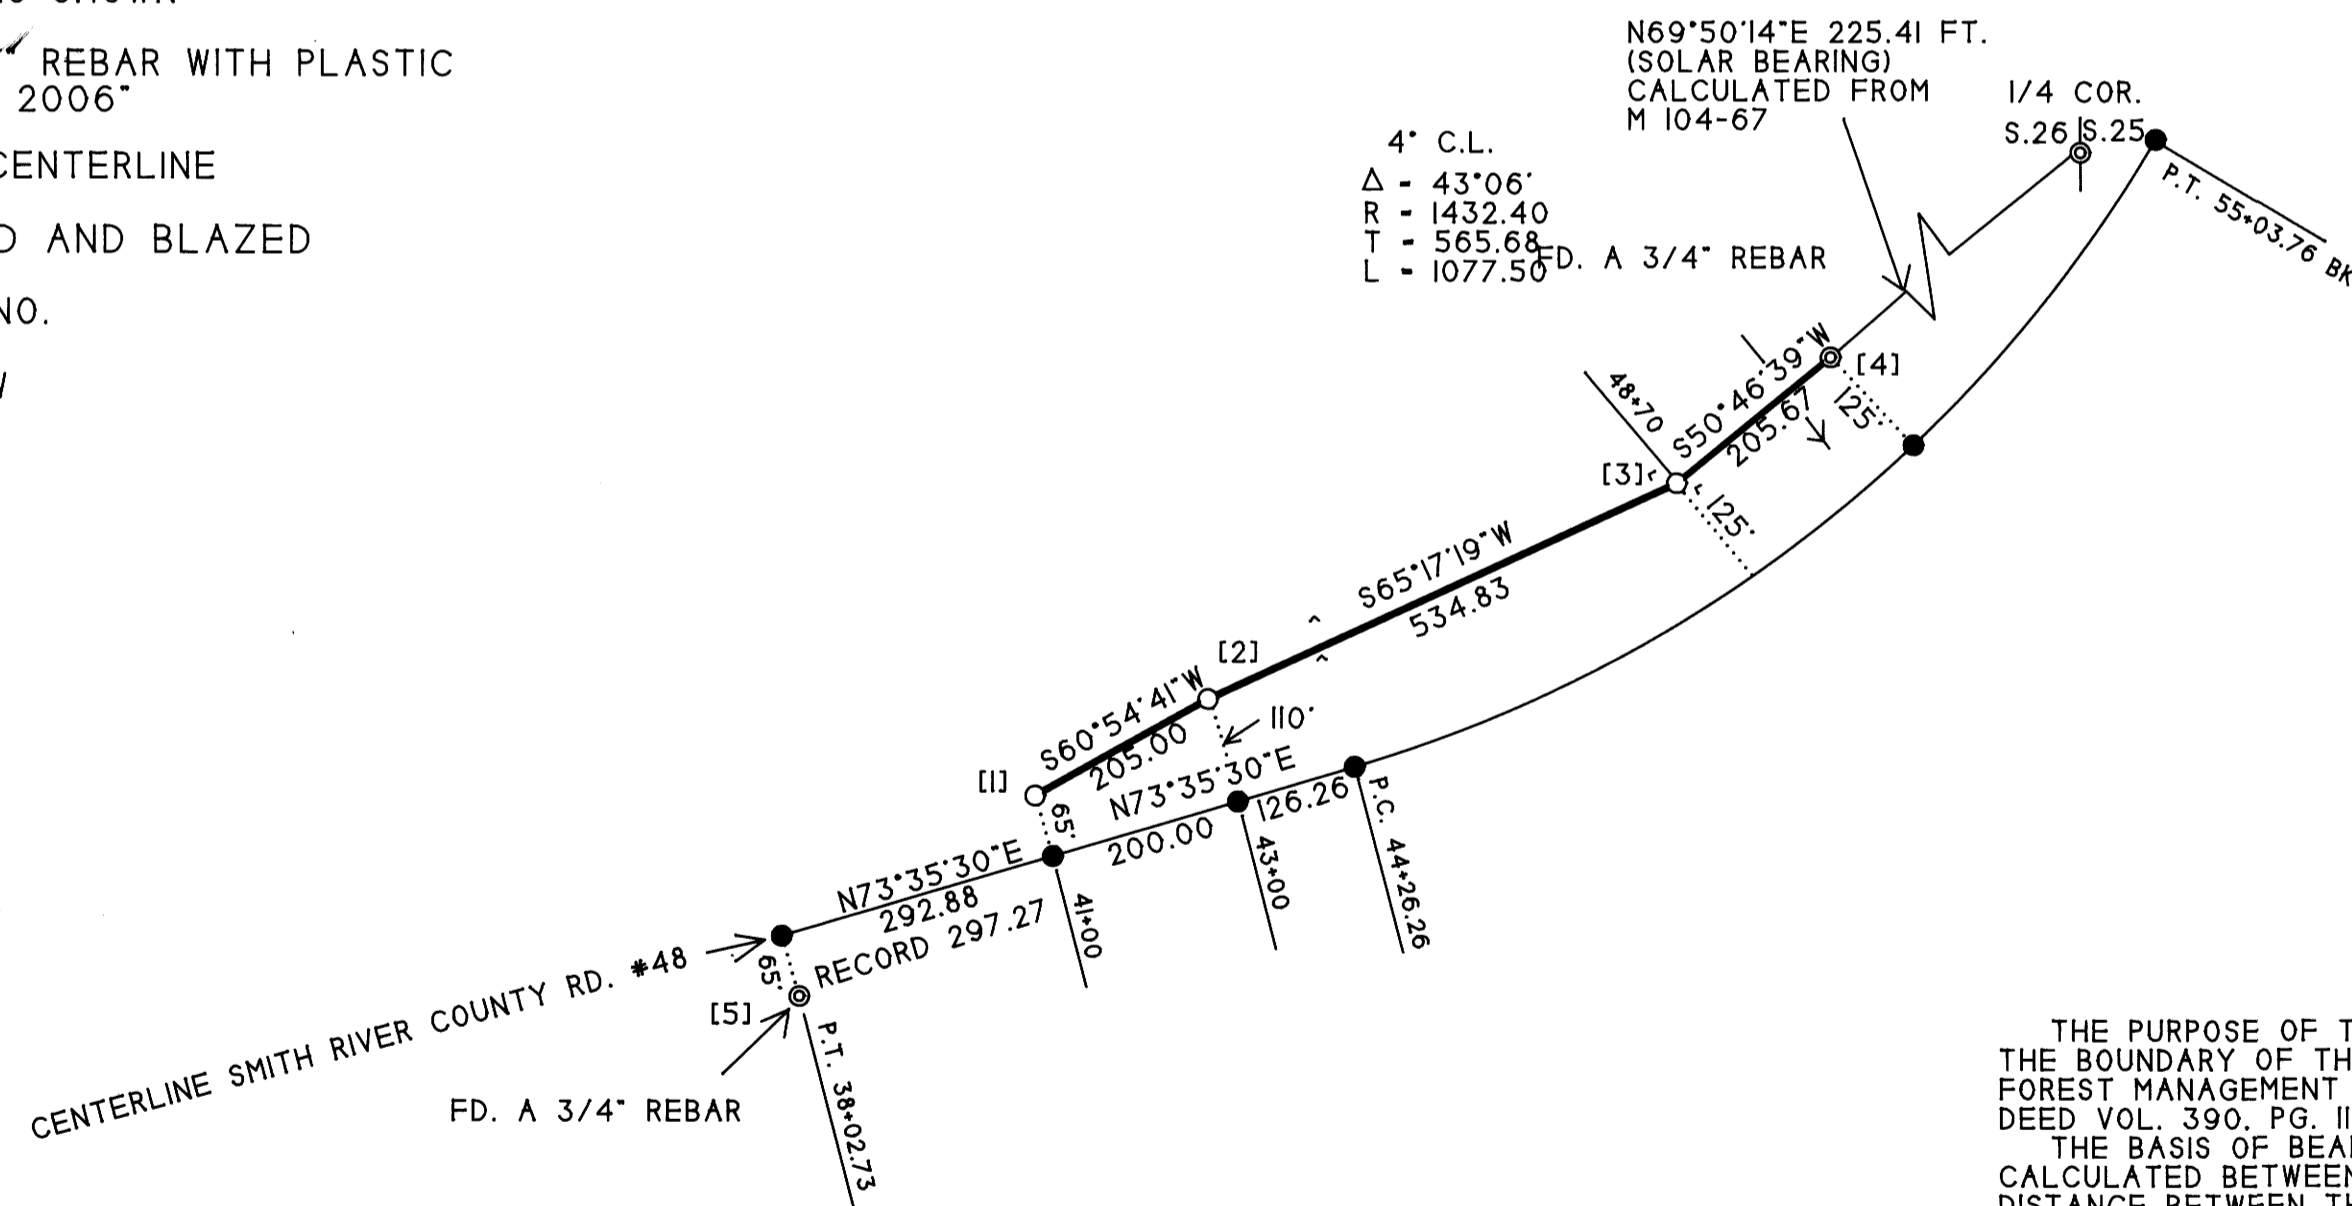 REBAR WITH PLASTIC
2006"
CENTERLINE
AND BLAZED
NO.
N69°50'14"E 225.41 FT.
(SOLAR BEARING)
CALCULATED FROM
M 104-67
1/4 COR.
S.26 S.25
P.T. 55+03.76 BK
4° C.L.
Δ - 43°06'
R - 1432.40
T - 565.68
L - 1077.50
FD. A 3/4" REBAR
S50°46'39"W
205.67
[4]
125'
48+70
[3]
125'
S65°17'19"W
534.83
[2]
S60°54'41"W
205.00
110'
[1]
65'
N73°35'30"E
200.00
126.26
P.C. 44+26.26
43+00
41+00
N73°35'30"E
292.88
RECORD 297.27
CENTERLINE SMITH RIVER COUNTY RD. #48
65'
[5]
P.T. 38+02.73
FD. A 3/4" REBAR
THE PURPOSE OF T
THE BOUNDARY OF TH
FOREST MANAGEMENT
DEED VOL. 390. PG. 11
THE BASIS OF BEA
CALCULATED BETWEEN
DISTANCE BETWEEN TH